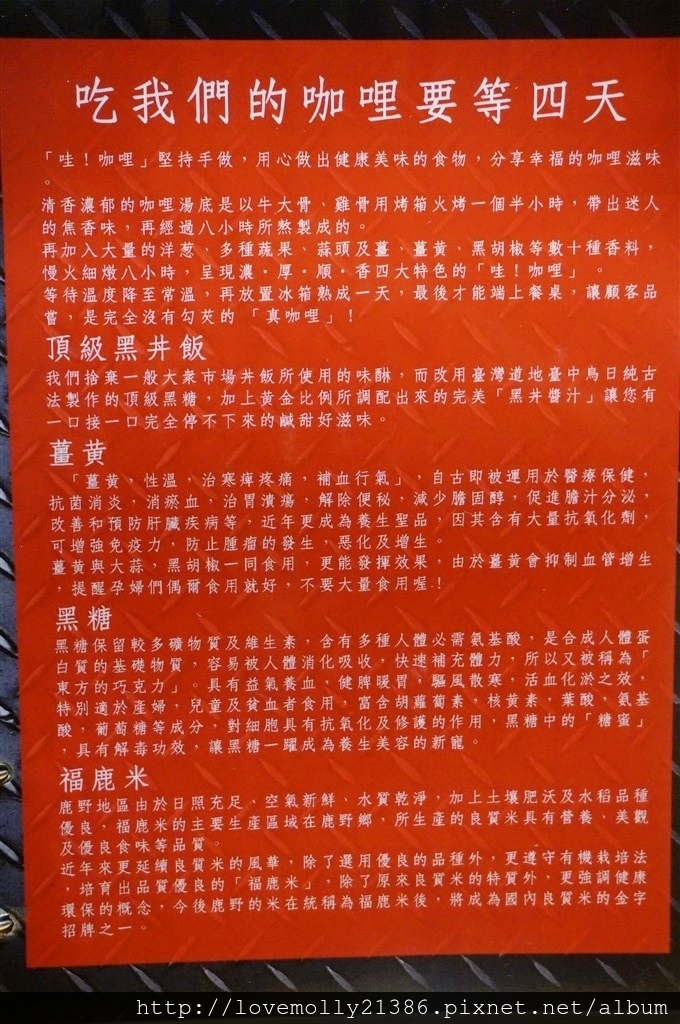 吃我們的咖哩要等四天
「哇！咖哩」堅持手做，用心做出健康美味的食物，分享幸福的咖哩滋味
。
清香濃郁的咖哩湯底是以牛大骨、雞骨用烤箱火烤一個半小時，帶出迷人
的焦香味，再經過八小時所熬製成的。
再加入大量的洋葱、多種蔬果、蒜頭及薑、薑黃、黑胡椒等數十種香料，
慢火細燉八小時，呈現濃・厚・順・香四大特色的「哇！咖哩」。
等待溫度降至常溫，再放置冰箱熟成一天，最後才能端上餐桌，讓顧客品
嘗，是完全沒有勾芡的「真咖哩」！
頂級黑丼飯
我們捨棄一般大衆市場丼飯所使用的味醂，而改用臺灣道地臺中烏日純古
法製作的頂級黑糖，加上黃金比例所調配出來的完美「黑丼醬汁」讓您有
一口接一口完全停不下來的鹹甜好滋味。
薑黃
「薑黃，性溫，治寒痺疼痛，補血行氣」、自古即被運用於醫療保健，
抗菌消炎，消瘀血，治胃潰瘍，解除便秘，減少膽固醇，促進膽汁分泌，
改善和預防肝臟疾病等，近年更成為養生聖品，因其含有大量抗氧化劑，
可增強免疫力，防止腫瘤的發生，惡化及增生。
薑黃與大蒜，黑胡椒一同食用，更能發揮效果，由於薑黃會抑制血管增生
，提醒孕婦們偶爾食用就好，不要大量食用喔！
黑糖
黑糖保留較多礦物質及維生素，含有多種人體必需氨基酸，是合成人體蛋
白質的基礎物質，容易被人體消化吸收，快速補充體力，所以又被稱為「
東方的巧克力」。具有益氣養血，健脾暖胃，驅風散寒，活血化淤之效，
特別適於產婦，兒童及貧血者食用。富含胡蘿蔔素、核黃素、葉酸、氨基
酸，葡萄糖等成分，對細胞具有抗氧化及修護的作用，黑糖中的「糖蜜」
，具有解毒功效，讓黑糖一躍成為養生美容的新寵。
福鹿米
鹿野地區由於日照充足、空氣新鮮、水質乾淨，加上土壤肥沃及水稻品種
優良，福鹿米的主要生產區域在鹿野鄉，所生產的良質米具有營養、美觀
及優良食味等品質。
近年來更延續良質米的風華，除了選用優良的品種外，更遵守有機栽培法
，培育出品質優良的「福鹿米」，除了原來良質米的特質外，更強調健康
環保的概念，今後鹿野的米在統稱為福鹿米後，將成為國內良質米的金字
招牌之一。
http://lovemolly21386.pixnet.net/album